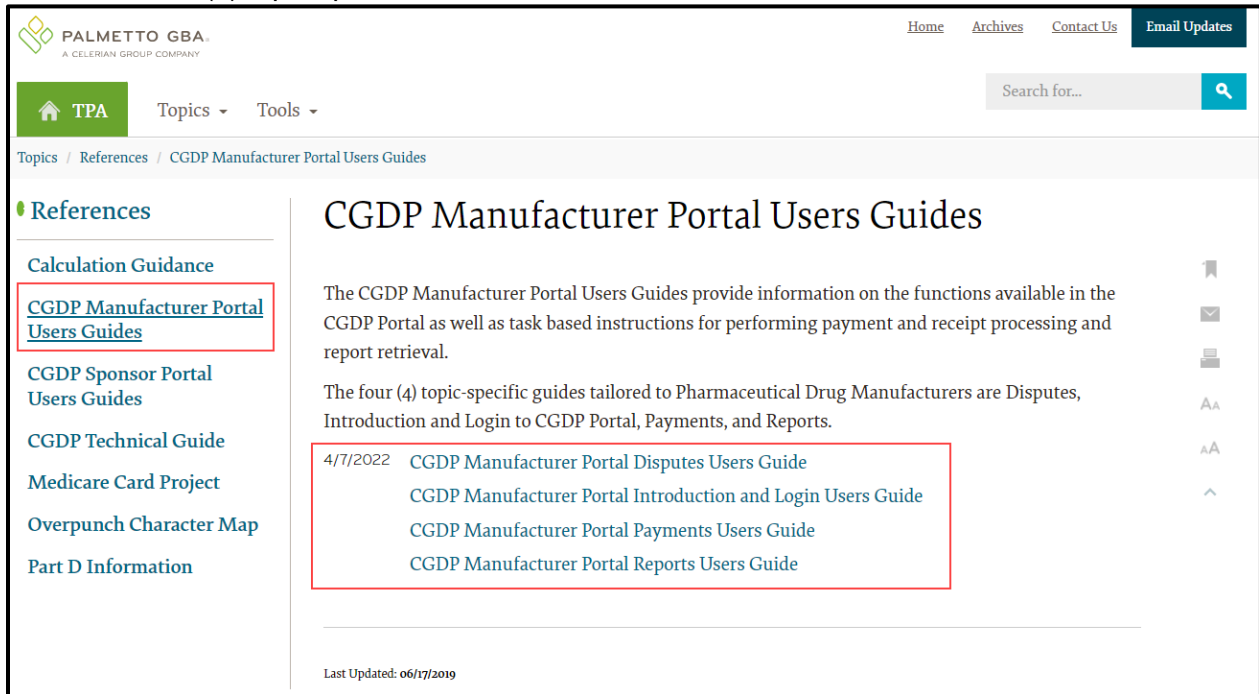 PALMETTO GBA.
A CELERIAN GROUP COMPANY
Home Archives Contact Us Email Updates
Search for...
TPA Topics Tools
Topics / References / CGDP Manufacturer Portal Users Guides
References
Calculation Guidance
CGDP Manufacturer Portal
Users Guides
CGDP Sponsor Portal
Users Guides
CGDP Technical Guide
Medicare Card Project
Overpunch Character Map
Part D Information
CGDP Manufacturer Portal Users Guides
The CGDP Manufacturer Portal Users Guides provide information on the functions available in the
CGDP Portal as well as task based instructions for performing payment and receipt processing and
report retrieval.
The four (4) topic-specific guides tailored to Pharmaceutical Drug Manufacturers are Disputes,
Introduction and Login to CGDP Portal, Payments, and Reports.
4/7/2022 CGDP Manufacturer Portal Disputes Users Guide
CGDP Manufacturer Portal Introduction and Login Users Guide
CGDP Manufacturer Portal Payments Users Guide
CGDP Manufacturer Portal Reports Users Guide
Last Updated: 06/17/2019
AA
AA